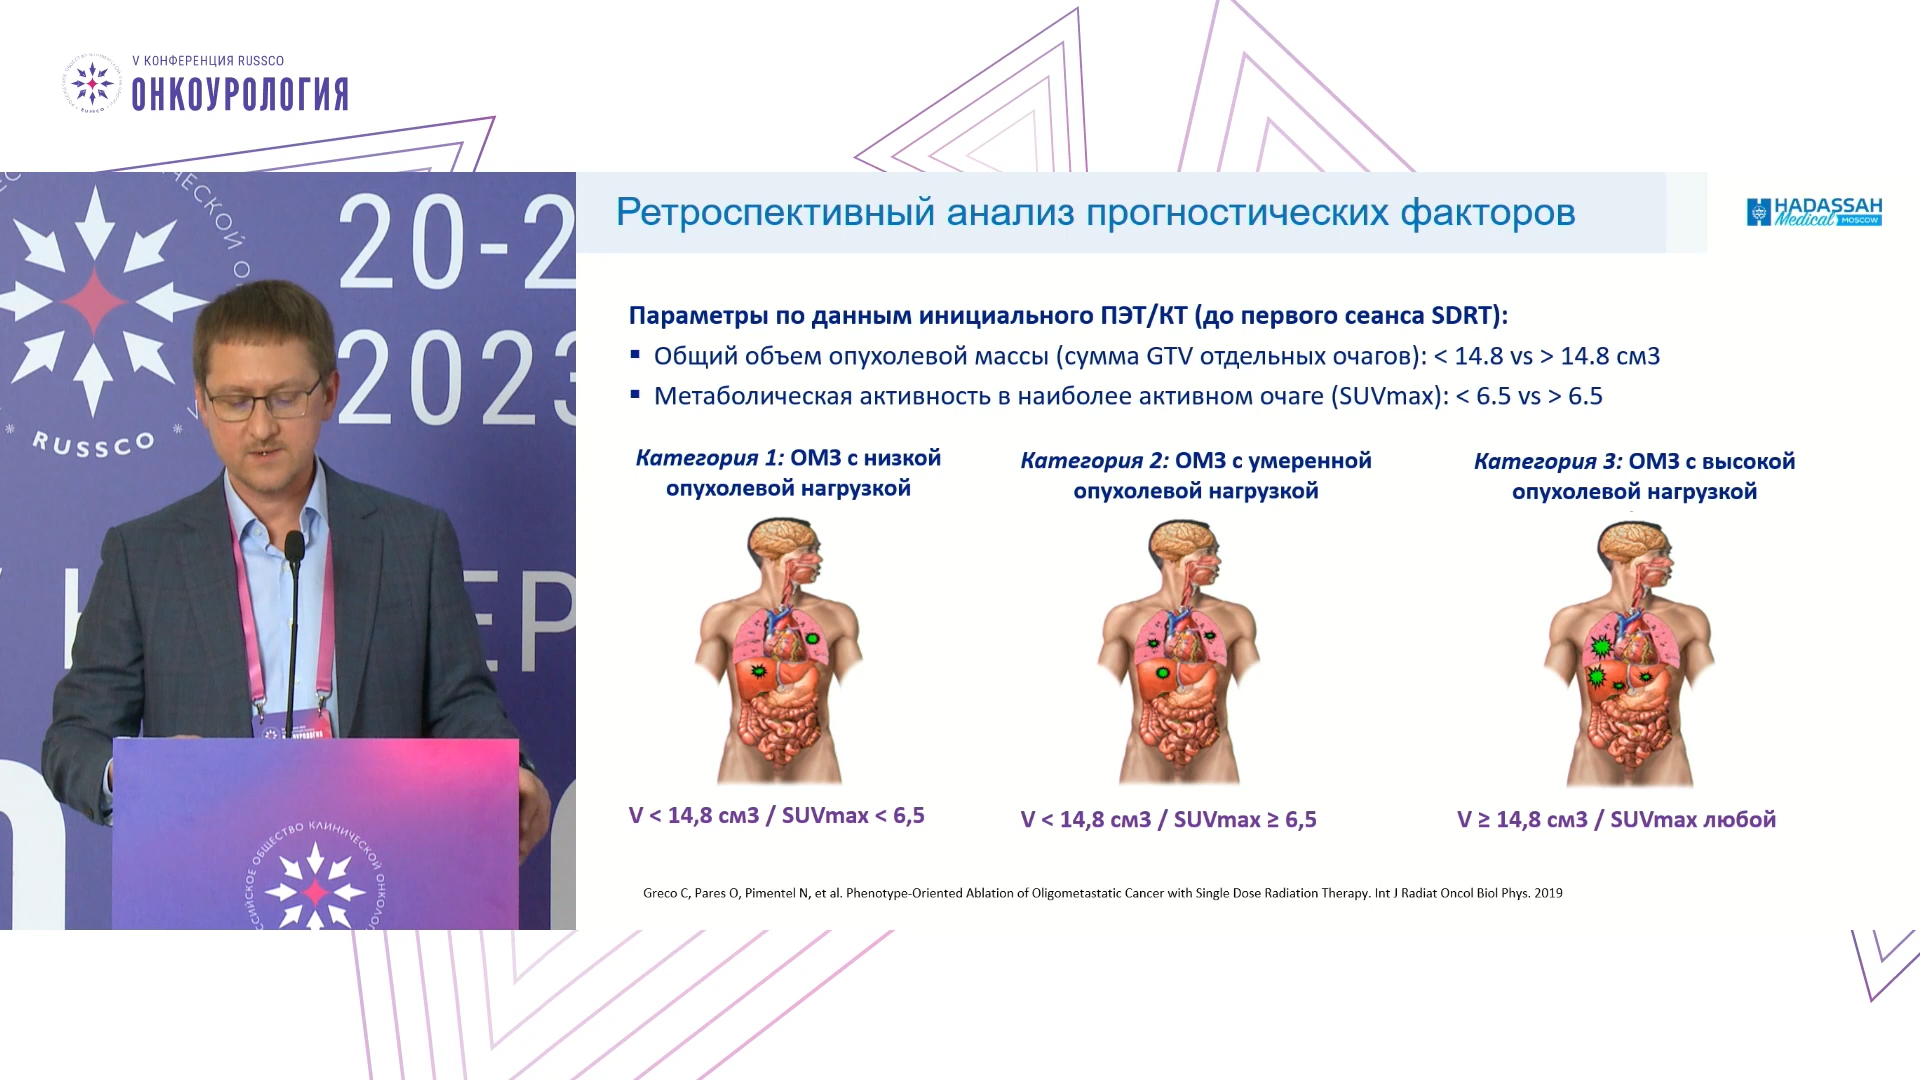 V КОНФЕРЕНЦИЯ RUSSCO
ОНКОУРОЛОГИЯ
20-2
2023
RUSSCO
Ретроспективный анализ прогностических факторов
HADASSAH
Medical MOSCOW
Параметры по данным инициального ПЭТ/КТ (до первого сеанса SDRT):
▪ Общий объем опухолевой массы (сумма GTV отдельных очагов): < 14.8 vs > 14.8 см3
▪ Метаболическая активность в наиболее активном очаге (SUVmax): < 6.5 vs > 6.5
Категория 1: ОМЗ с низкой
опухолевой нагрузкой
Категория 2: ОМЗ с умеренной
опухолевой нагрузкой
Категория 3: ОМЗ с высокой
опухолевой нагрузкой
V < 14,8 см3 / SUVmax < 6,5
V < 14,8 см3 / SUVmax ≥ 6,5
V ≥ 14,8 см3 / SUVmax любой
Greco C, Pares O, Pimentel N, et al. Phenotype-Oriented Ablation of Oligometastatic Cancer with Single Dose Radiation Therapy. Int J Radiat Oncol Biol Phys. 2019
ОБЩЕСТВО КЛИНИЧЕСКОЙ